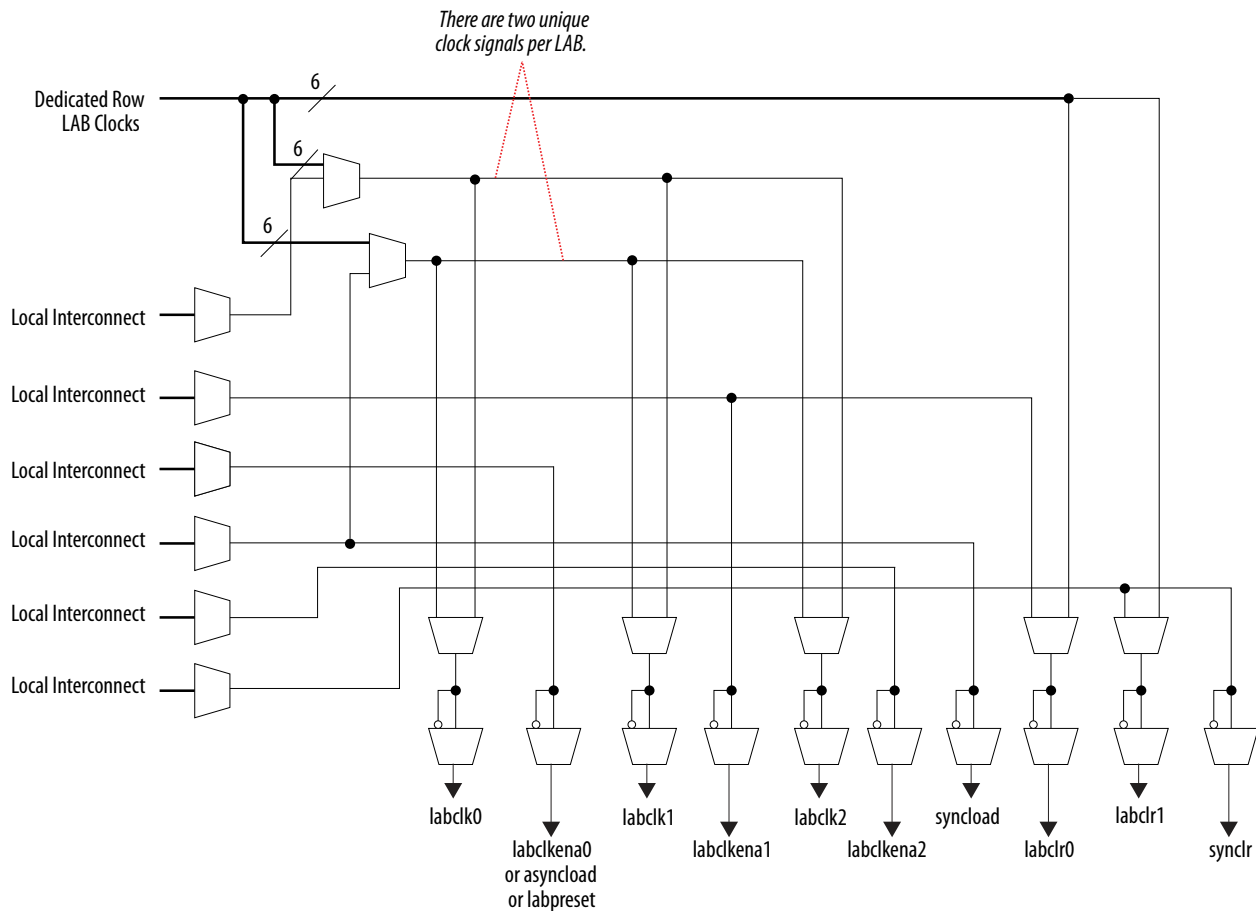 There are two unique
clock signals per LAB.
6
Dedicated Row
LAB Clocks
6
6
Local Interconnect
Local Interconnect
Local Interconnect
Local Interconnect
Local Interconnect
Local Interconnect
labclk0
labclk1
labclk2
syncload
labclr1
labclkena0
or asyncload
or labpreset
labclkena1
labclkena2
labclr0
synclr